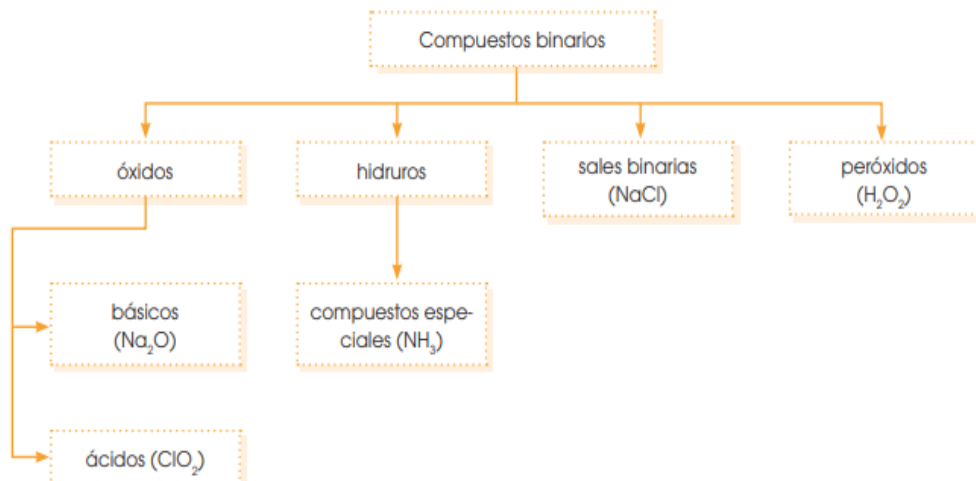 Compuestos binarios
óxidos
hidruros
sales binarias
(NaCl)
peróxidos
(H₂O₂)
básicos
(Na₂O)
compuestos espe-
ciales (NH₃)
ácidos (ClO₂)